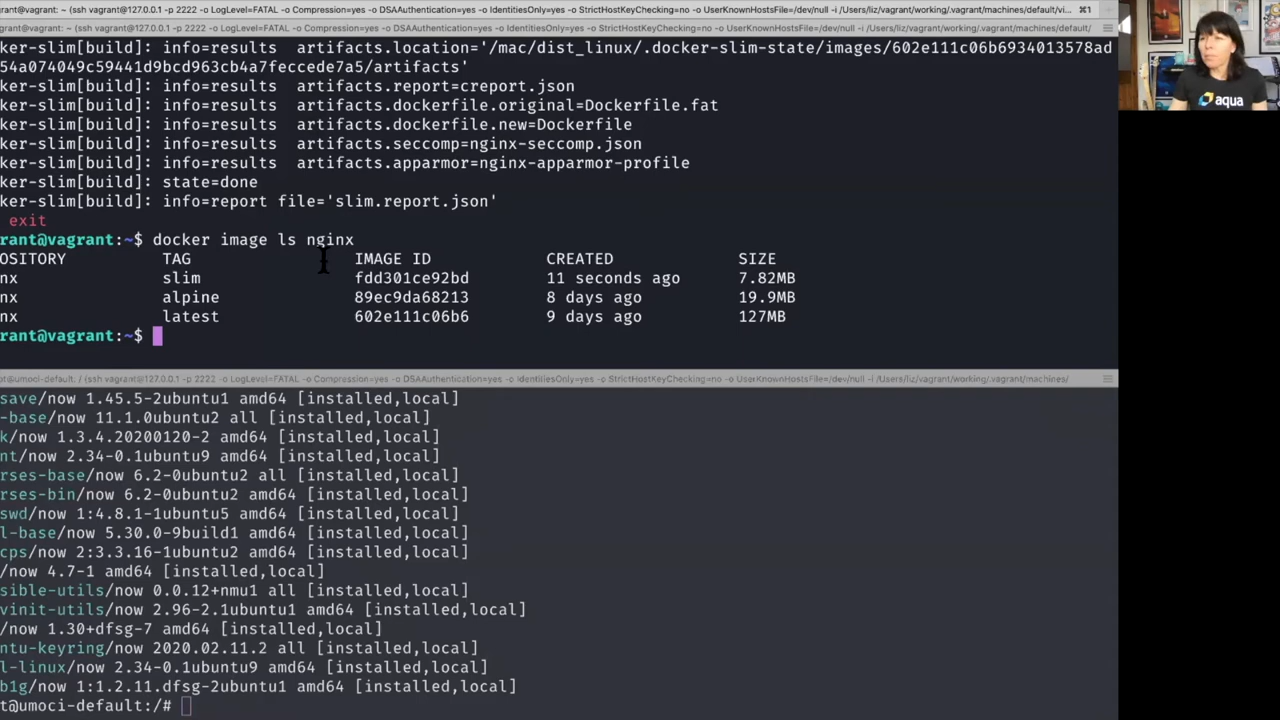 rant@vagrant: ~ (ssh vagrant@127.0.0.1 -p 2222 -o LogLevel=FATAL -o Compression=yes -o DSAAuthentication=yes -o IdentitiesOnly=yes -o StrictHostKeyChecking=no -o UserKnownHostsFile=/dev/null -i /Users/liz/vagrant/working/.vagrant/machines/default/vi... ⌘1
rant@vagrant: ~ (ssh vagrant@127.0.0.1 -p 2222 -o LogLevel=FATAL -o Compression=yes -o DSAAuthentication=yes -o IdentitiesOnly=yes -o StrictHostKeyChecking=no -o UserKnownHostsFile=/dev/null -i /Users/liz/vagrant/working/.vagrant/machines/default/
ker-slim[build]: info=results artifacts.location='/mac/dist_linux/.docker-slim-state/images/602e111c06b6934013578ad
54a074049c59441d9bcd963cb4a7feccede7a5/artifacts'
ker-slim[build]: info=results artifacts.report=creport.json
ker-slim[build]: info=results artifacts.dockerfile.original=Dockerfile.fat
ker-slim[build]: info=results artifacts.dockerfile.new=Dockerfile
ker-slim[build]: info=results artifacts.seccomp=nginx-seccomp.json
ker-slim[build]: info=results artifacts.apparmor=nginx-apparmor-profile
ker-slim[build]: state=done
ker-slim[build]: info=report file='slim.report.json'
exit
rant@vagrant:~$ docker image ls nginx
OSITORY TAG IMAGE ID CREATED SIZE
nx slim fdd301ce92bd 11 seconds ago 7.82MB
nx alpine 89ec9da68213 8 days ago 19.9MB
nx latest 602e111c06b6 9 days ago 127MB
rant@vagrant:~$
aqua
ot@umoci-default: / (ssh vagrant@127.0.0.1 -p 2222 -o LogLevel=FATAL -o Compression=yes -o DSAAuthentication=yes -o IdentitiesOnly=yes -o StrictHostKeyChecking=no -o UserKnownHostsFile=/dev/null -i /Users/liz/vagrant/working/.vagrant/machines/
save/now 1.45.5-2ubuntu1 amd64 [installed,local]
-base/now 11.1.0ubuntu2 all [installed,local]
k/now 1.3.4.20200120-2 amd64 [installed,local]
nt/now 2.34-0.1ubuntu9 amd64 [installed,local]
rses-base/now 6.2-0ubuntu2 all [installed,local]
rses-bin/now 6.2-0ubuntu2 amd64 [installed,local]
swd/now 1:4.8.1-1ubuntu5 amd64 [installed,local]
l-base/now 5.30.0-9build1 amd64 [installed,local]
cps/now 2:3.3.16-1ubuntu2 amd64 [installed,local]
/now 4.7-1 amd64 [installed,local]
sible-utils/now 0.0.12+nmu1 all [installed,local]
vinit-utils/now 2.96-2.1ubuntu1 amd64 [installed,local]
/now 1.30+dfsg-7 amd64 [installed,local]
ntu-keyring/now 2020.02.11.2 all [installed,local]
l-linux/now 2.34-0.1ubuntu9 amd64 [installed,local]
b1g/now 1:1.2.11.dfsg-2ubuntu1 amd64 [installed,local]
t@umoci-default:/#